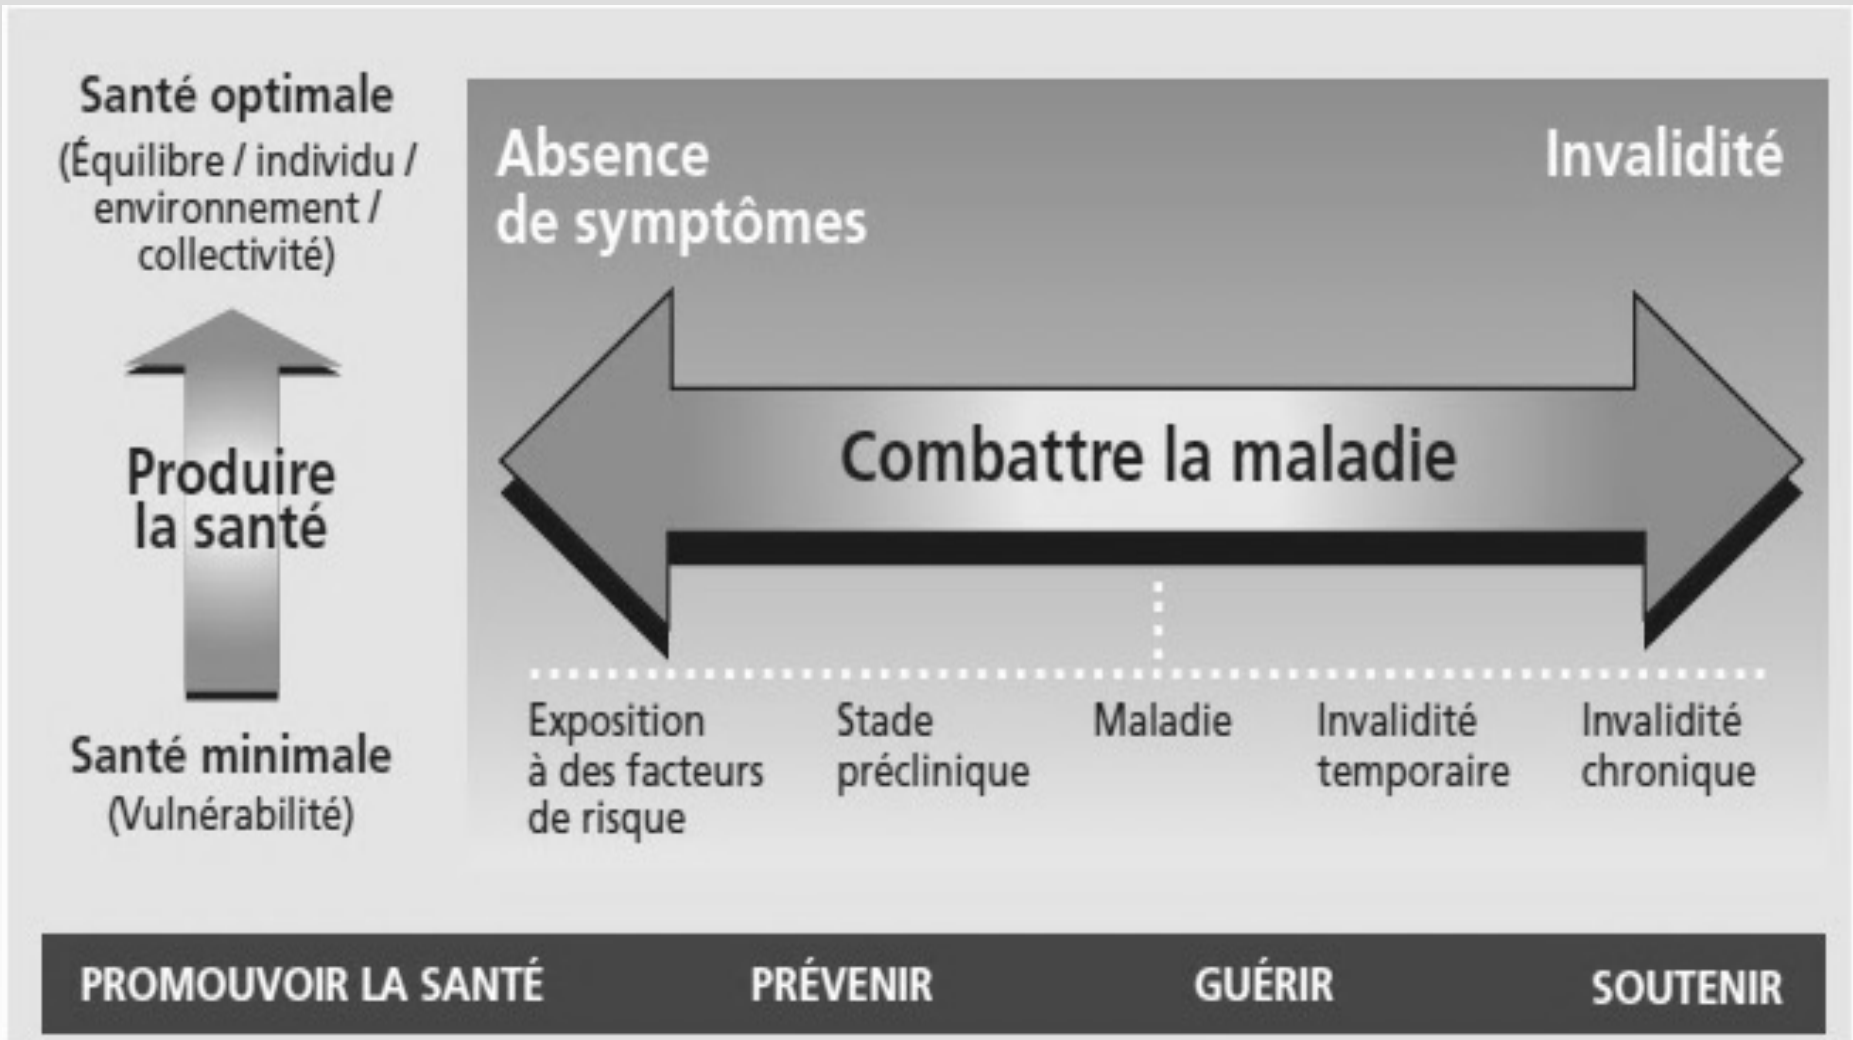 Santé optimale
(Équilibre / individu /
environnement /
collectivité)
Produire
la santé
Santé minimale
(Vulnérabilité)
Absence
de symptômes
Invalidité
Combattre la maladie
Exposition
à des facteurs
de risque
Stade
préclinique
Maladie
Invalidité
temporaire
Invalidité
chronique
PROMOUVOIR LA SANTÉ
PRÉVENIR
GUÉRIR
SOUTENIR